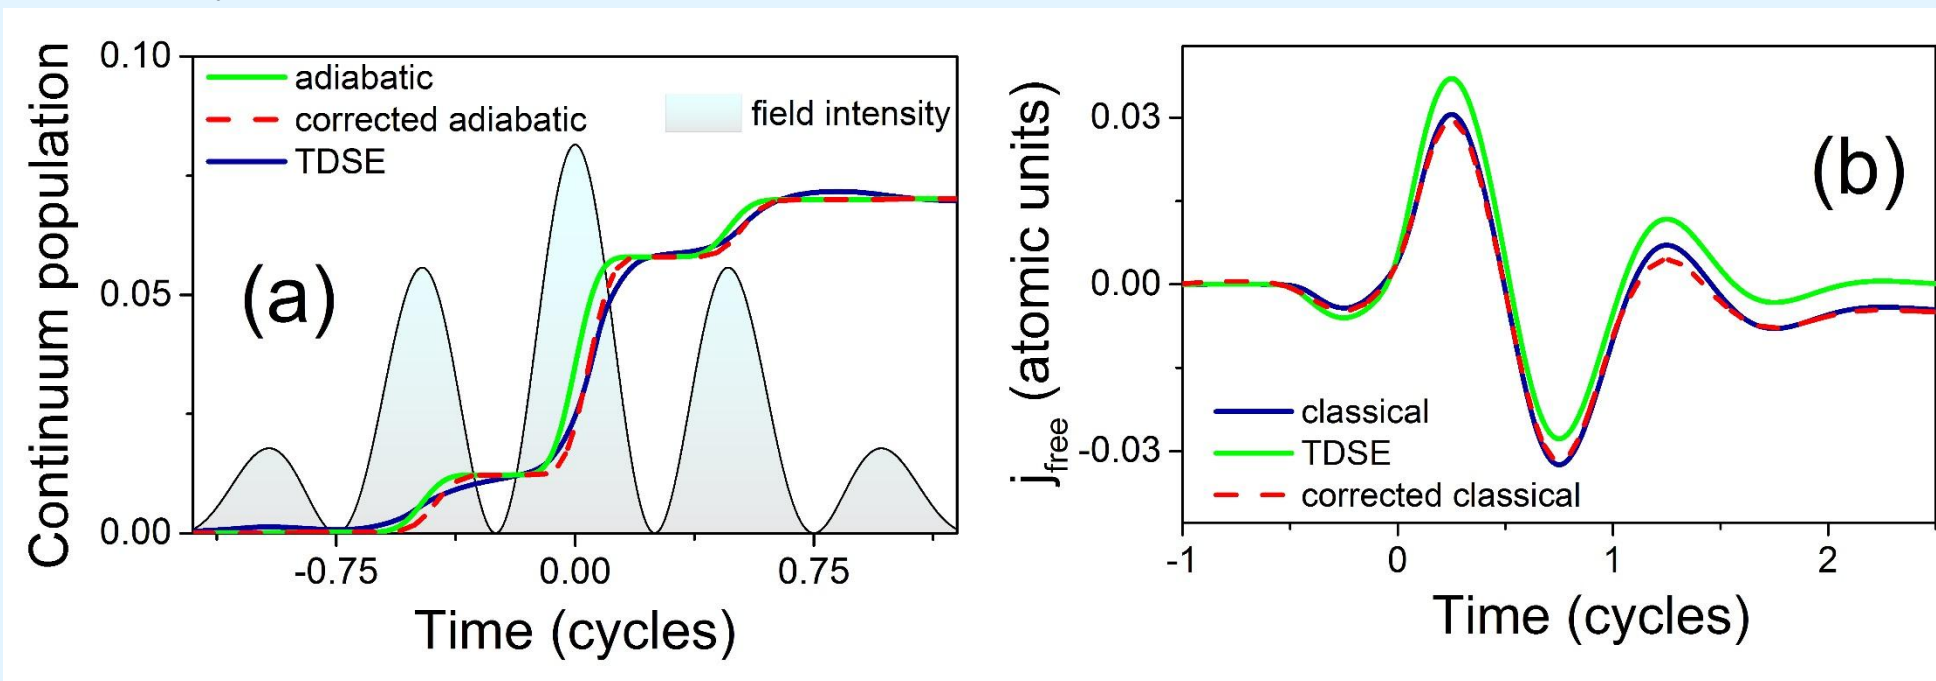 Continuum population
0.10
0.05
0.00
adiabatic
corrected adiabatic
TDSE
field intensity
(a)
-0.75
0.00
0.75
Time (cycles)
j_free (atomic units)
0.03
0.00
-0.03
(b)
classical
TDSE
corrected classical
-1
0
1
2
Time (cycles)